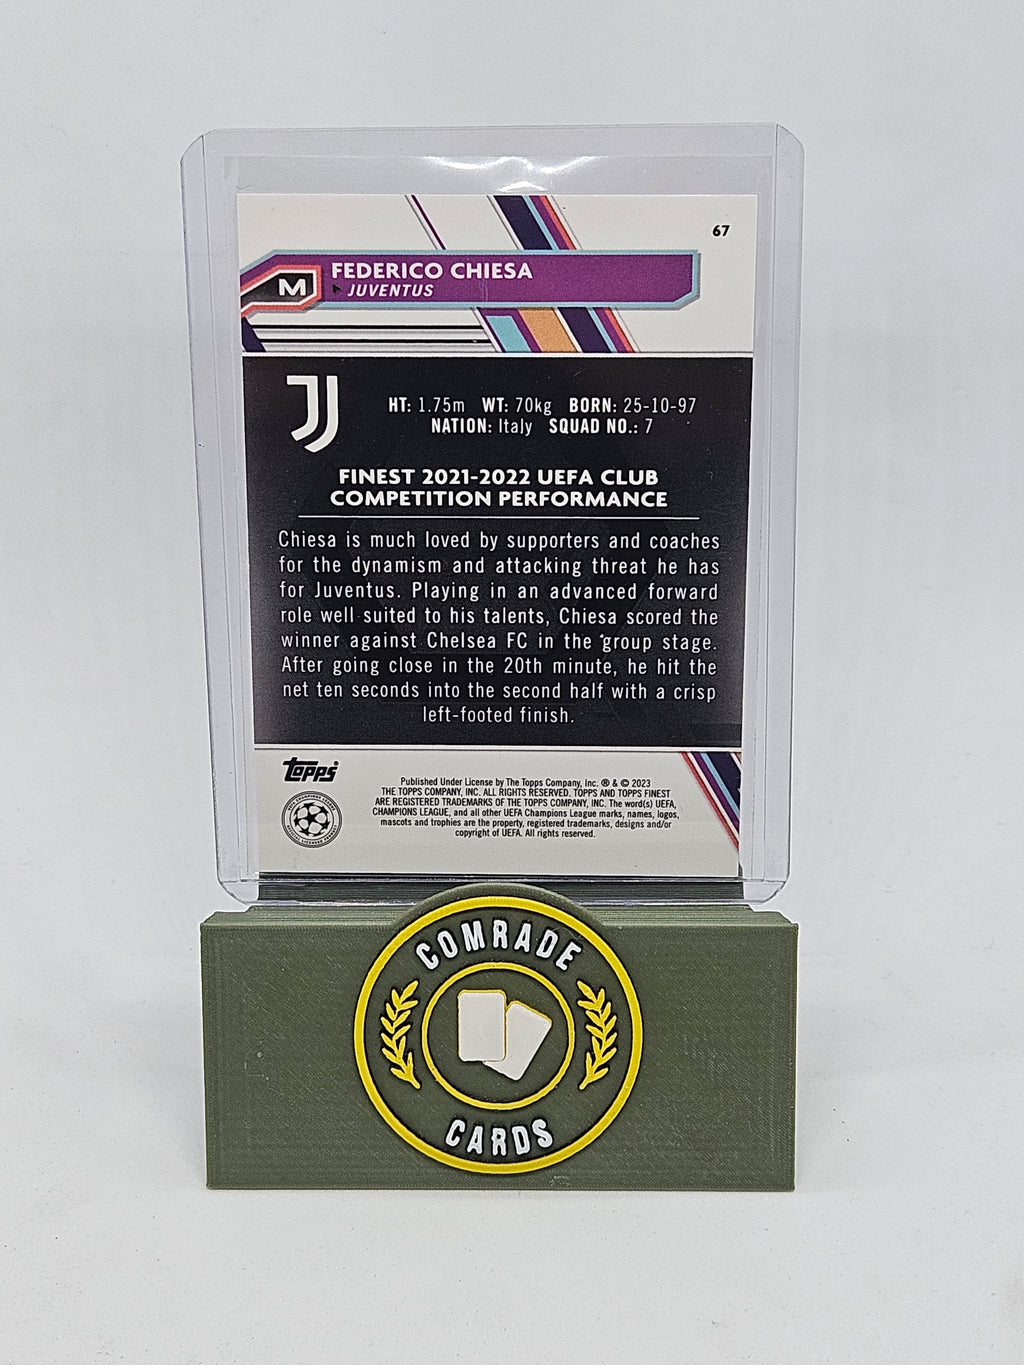 67
M
FEDERICO CHIESA
JUVENTUS
J
HT: 1.75m WT: 70kg BORN: 25-10-97
NATION: Italy SQUAD NO.: 7
FINEST 2021-2022 UEFA CLUB
COMPETITION PERFORMANCE
Chiesa is much loved by supporters and coaches
for the dynamism and attacking threat he has
for Juventus. Playing in an advanced forward
role well suited to his talents, Chiesa scored the
winner against Chelsea FC in the group stage.
After going close in the 20th minute, he hit the
net ten seconds into the second half with a crisp
left-footed finish.
Topps
Published Under License by The Topps Company, Inc. ® & © 2023
THE TOPPS COMPANY, INC. ALL RIGHTS RESERVED. TOPPS AND TOPPS FINEST
ARE REGISTERED TRADEMARKS OF THE TOPPS COMPANY, INC. The word(s) UEFA,
CHAMPIONS LEAGUE, and all other UEFA Champions League marks, names, logos,
mascots and trophies are the property, registered trademarks, designs and/or
copyright of UEFA. All rights reserved.
COMRADE
CARDS